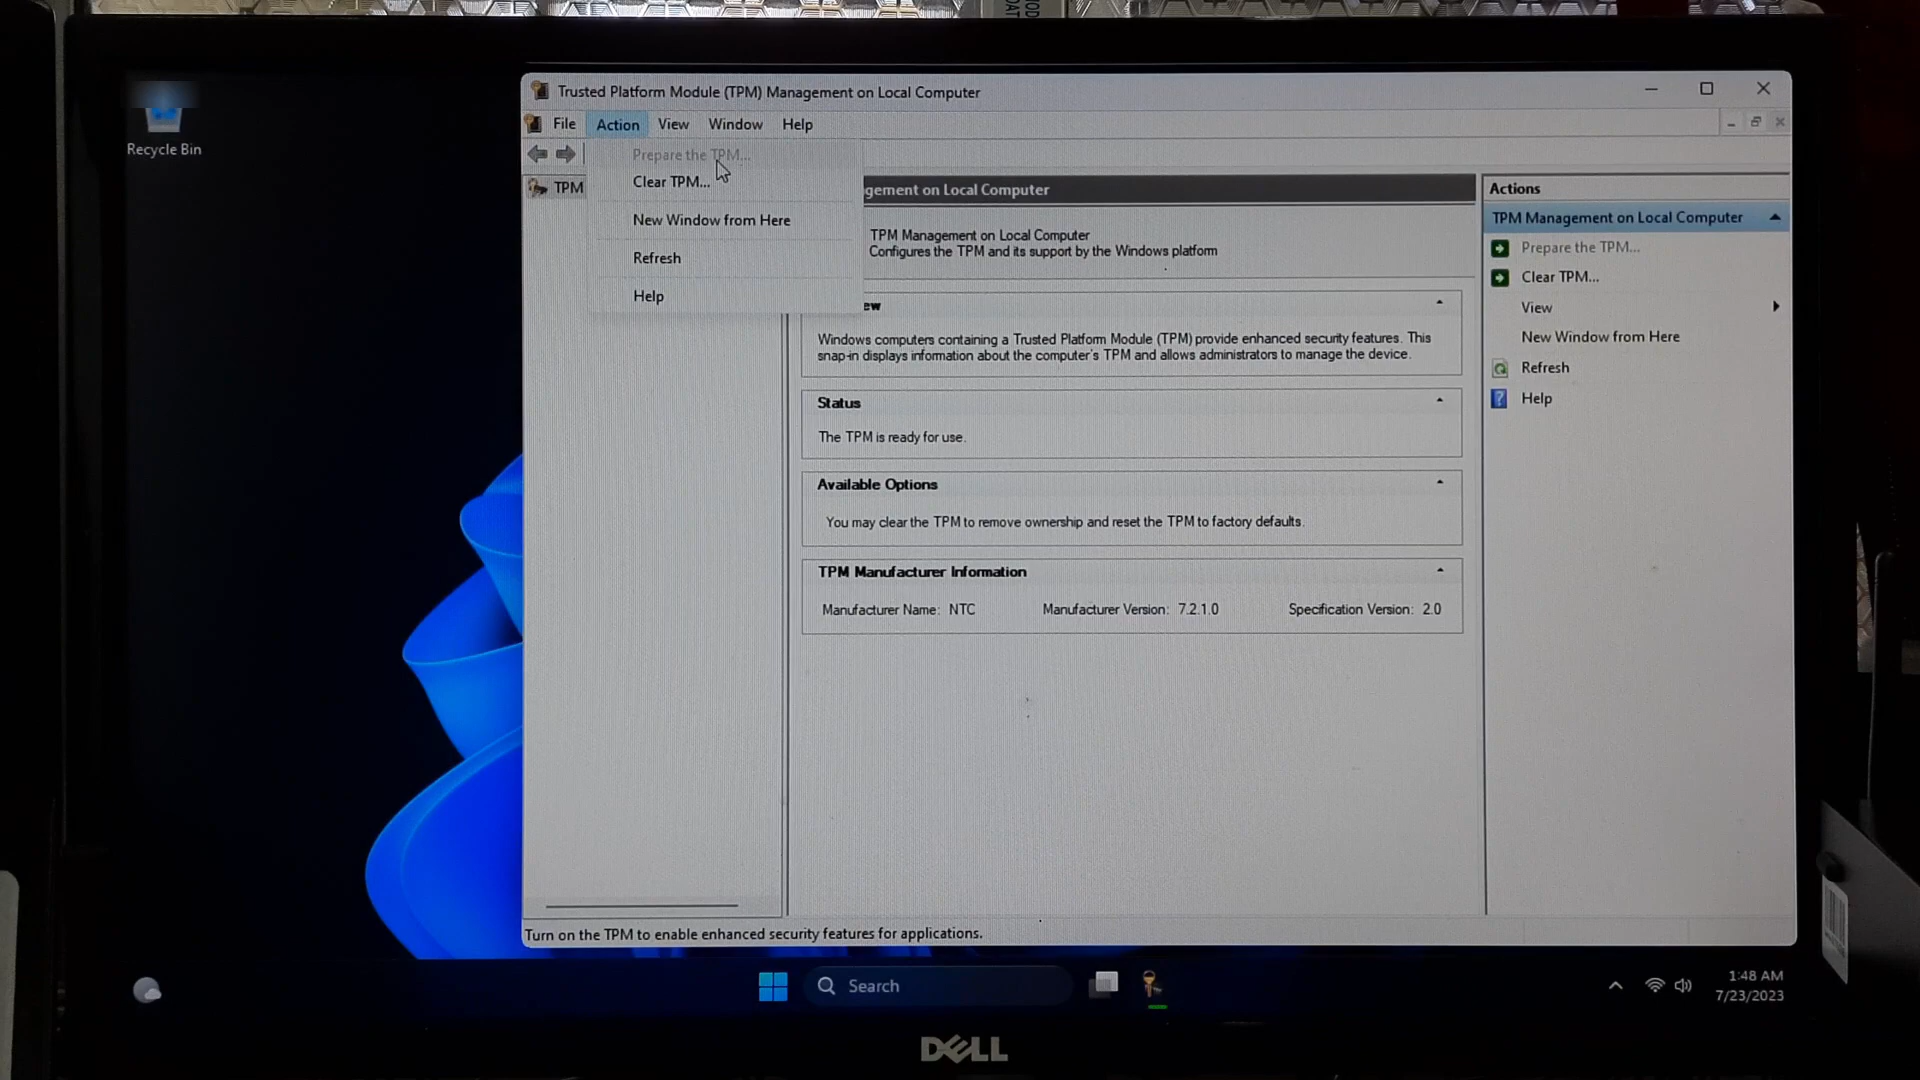 Recycle Bin
Trusted Platform Module (TPM) Management on Local Computer
File Action View Window Help
Prepare the TPM...
Clear TPM...
New Window from Here
Refresh
Help
TPM
gement on Local Computer
TPM Management on Local Computer
Configures the TPM and its support by the Windows platform
ew
Windows computers containing a Trusted Platform Module (TPM) provide enhanced security features. This
snap-in displays information about the computer's TPM and allows administrators to manage the device.
Status
The TPM is ready for use.
Available Options
You may clear the TPM to remove ownership and reset the TPM to factory defaults.
TPM Manufacturer Information
Manufacturer Name: NTC Manufacturer Version: 7.2.1.0 Specification Version: 2.0
Actions
TPM Management on Local Computer
Prepare the TPM...
Clear TPM...
View
New Window from Here
Refresh
Help
Turn on the TPM to enable enhanced security features for applications.
Search
1:48 AM
7/23/2023
DELL